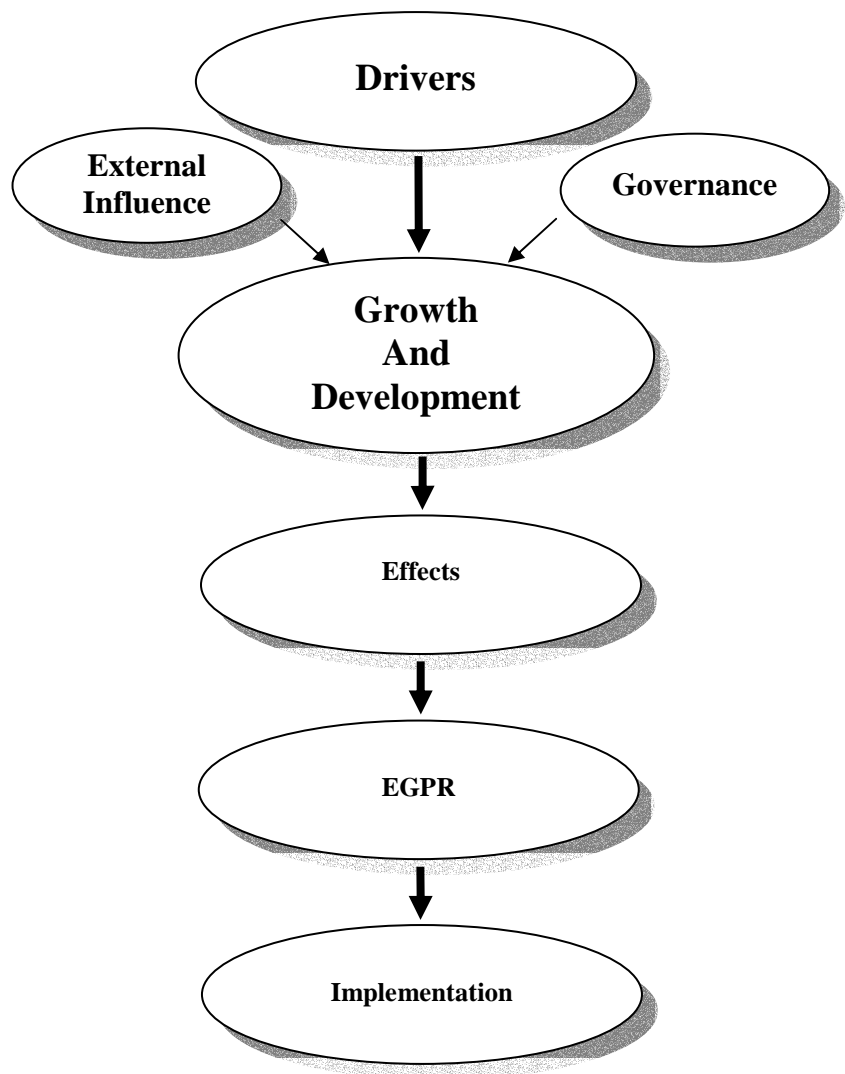 Drivers
External
Influence
Governance
Growth
And
Development
Effects
EGPR
Implementation